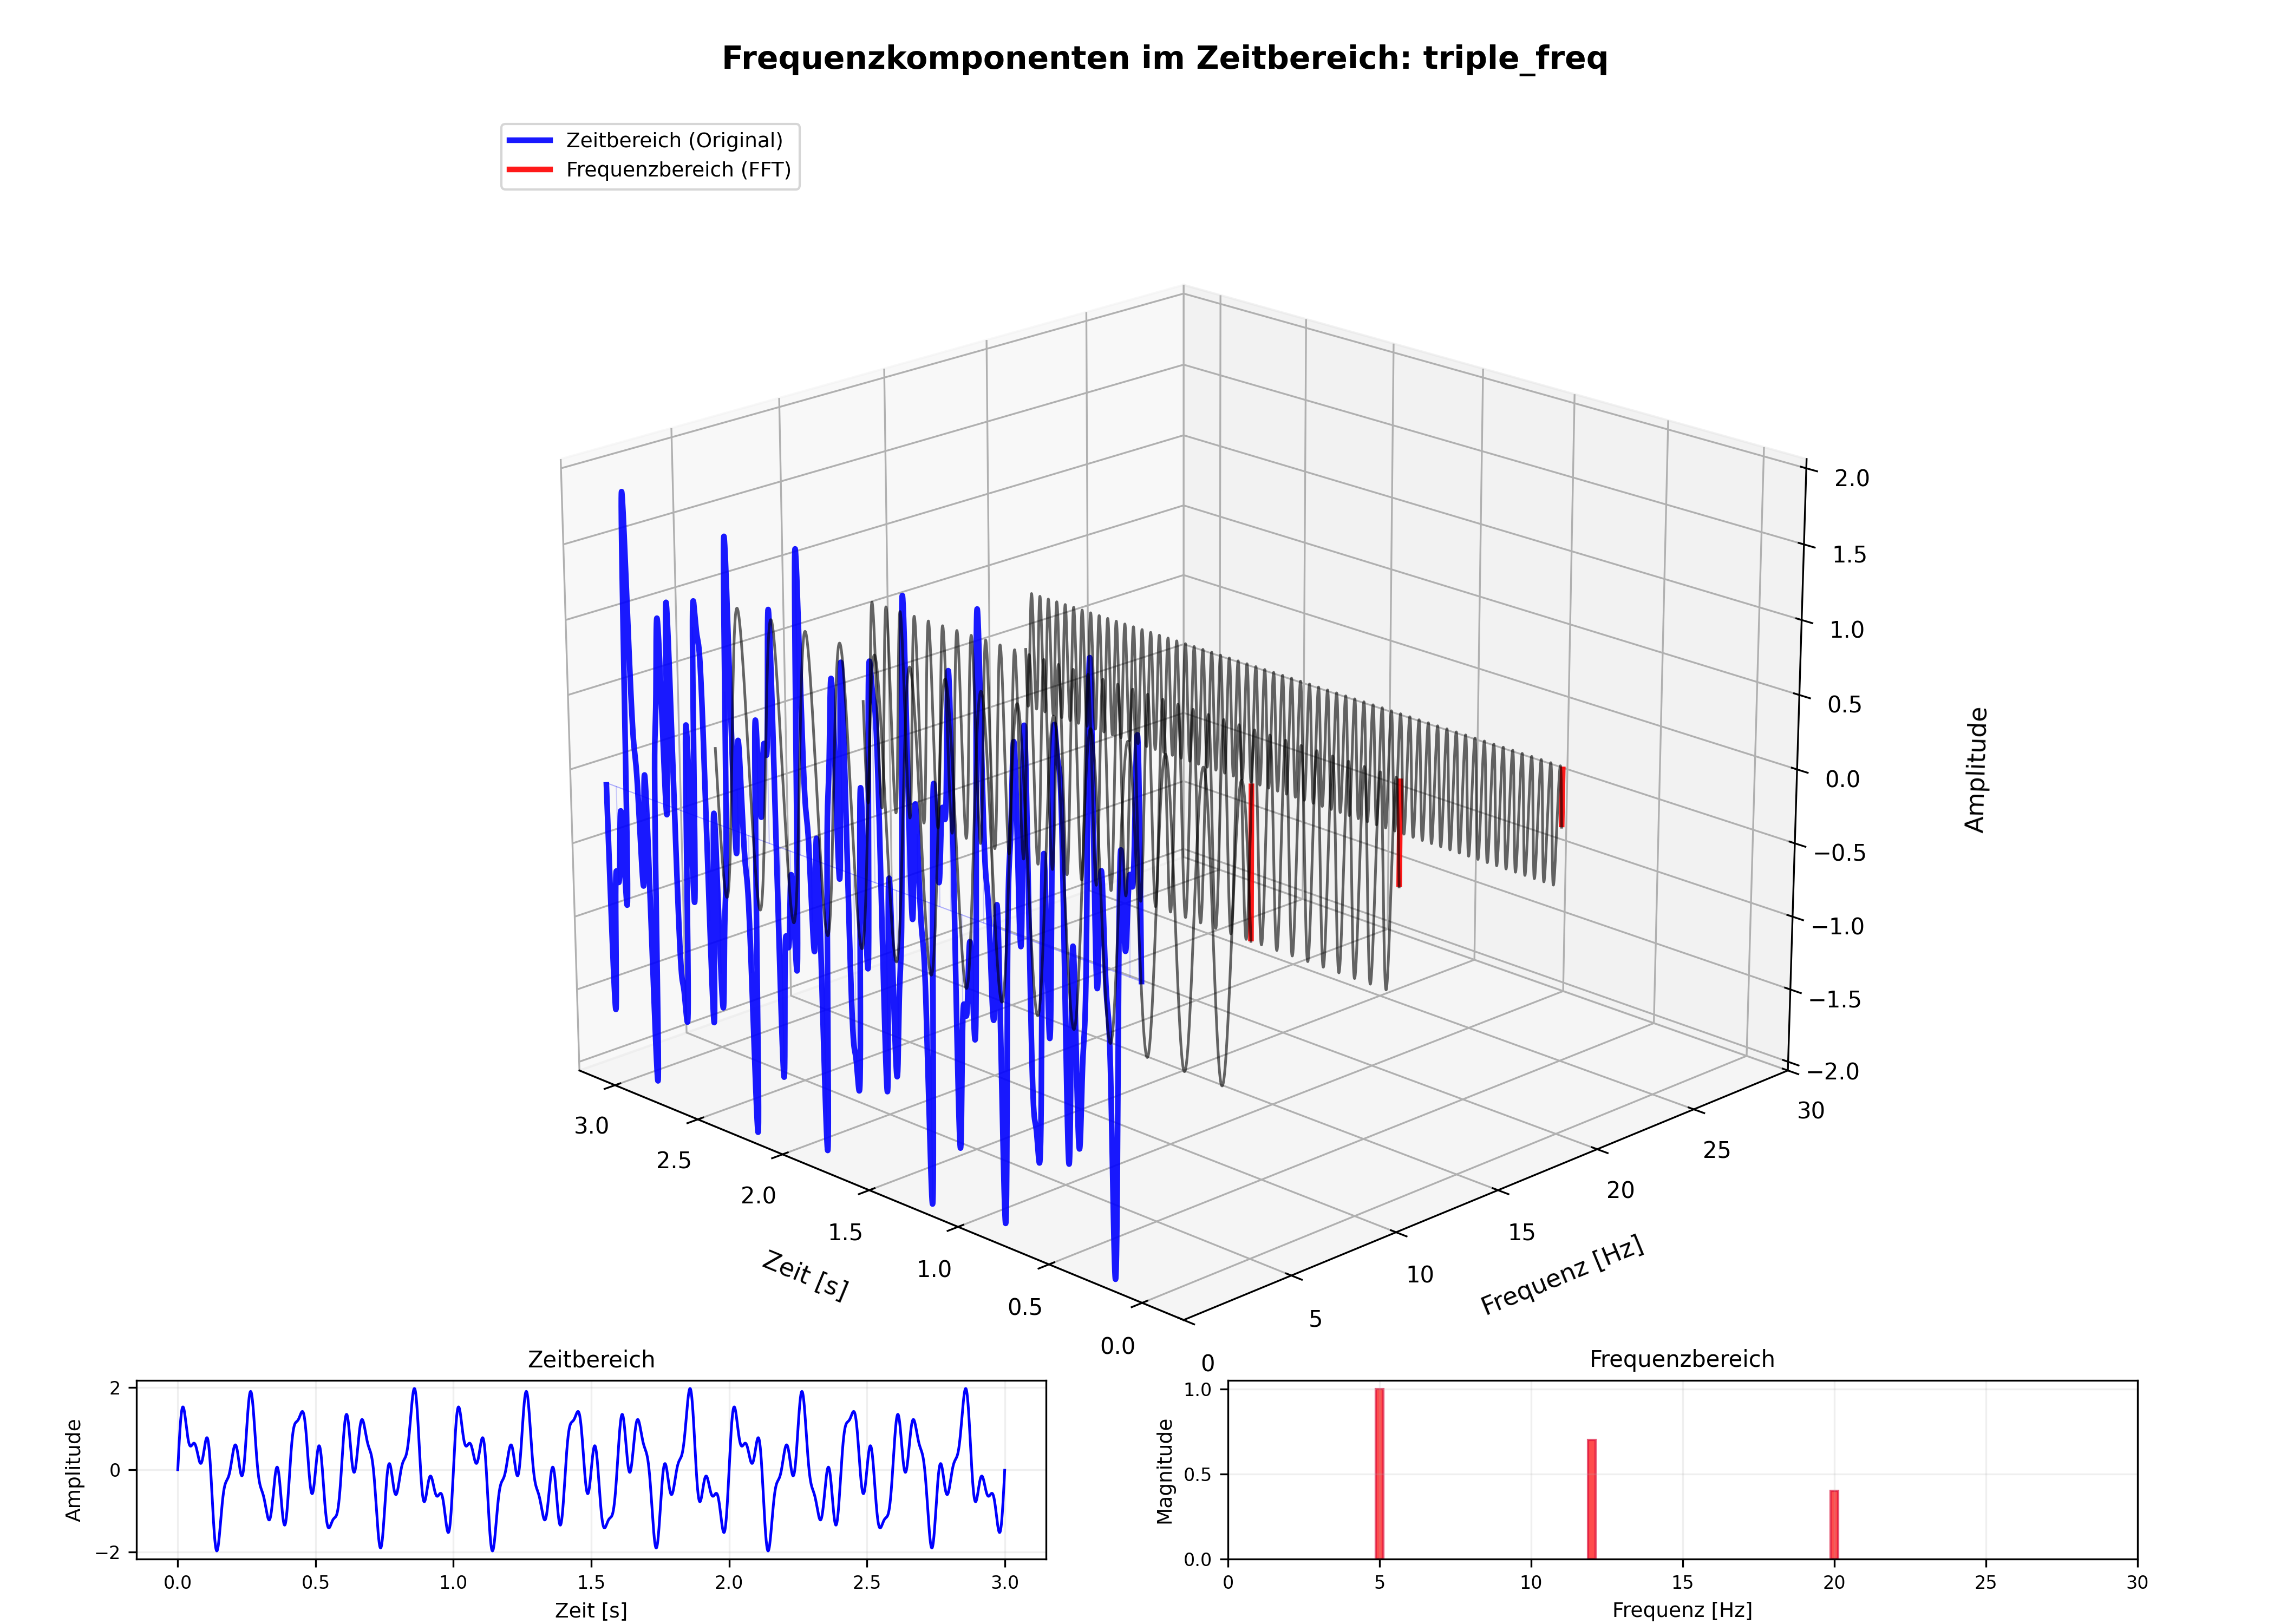 Frequenzkomponenten im Zeitbereich: triple_freq
Zeitbereich (Original)
Frequenzbereich (FFT)
2.0
1.5
1.0
0.5
0.0
−0.5
−1.0
−1.5
−2.0
Amplitude
3.0
2.5
2.0
1.5
1.0
0.5
0.0
Zeit [s]
0
5
10
15
20
25
30
Frequenz [Hz]
Zeitbereich
2
0
−2
Amplitude
0.0 0.5 1.0 1.5 2.0 2.5 3.0
Zeit [s]
Frequenzbereich
1.0
0.5
0.0
Magnitude
0 5 10 15 20 25 30
Frequenz [Hz]